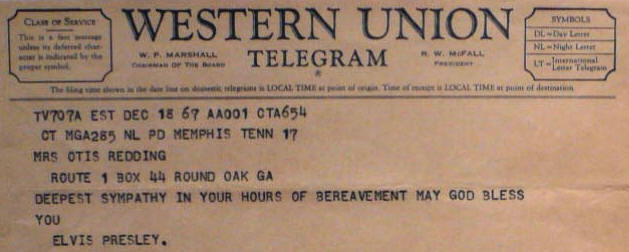 CLASS OF SERVICE
This is a fast message
unless its deferred char-
acter is indicated by the
proper symbol.
WESTERN UNION
TELEGRAM
W. P. MARSHALL
CHAIRMAN OF THE BOARD
R. W. McFALL
PRESIDENT
SYMBOLS
DL=Day Letter
NL=Night Letter
LT=International
Letter Telegram
The filing time shown in the date line on domestic telegrams is LOCAL TIME at point of origin. Time of receipt is LOCAL TIME at point of destination
TV707A EST DEC 18 67 AA001 CTA654
CT MGA285 NL PD MEMPHIS TENN 17
MRS OTIS REDDING
ROUTE 1 BOX 44 ROUND OAK GA
DEEPEST SYMPATHY IN YOUR HOURS OF BEREAVEMENT MAY GOD BLESS
YOU
ELVIS PRESLEY.